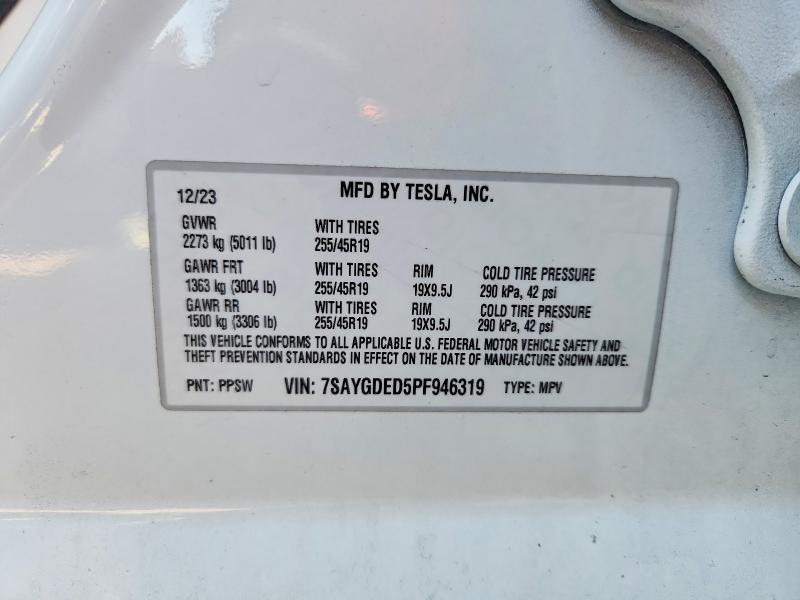 12/23 MFD BY TESLA, INC.
GVWR WITH TIRES
2273 kg (5011 lb) 255/45R19
GAWR FRT WITH TIRES RIM COLD TIRE PRESSURE
1363 kg (3004 lb) 255/45R19 19X9.5J 290 kPa, 42 psi
GAWR RR WITH TIRES RIM COLD TIRE PRESSURE
1500 kg (3306 lb) 255/45R19 19X9.5J 290 kPa, 42 psi
THIS VEHICLE CONFORMS TO ALL APPLICABLE U.S. FEDERAL MOTOR VEHICLE SAFETY AND
THEFT PREVENTION STANDARDS IN EFFECT ON THE DATE OF MANUFACTURE SHOWN ABOVE.
PNT: PPSW VIN: 7SAYGDED5PF946319 TYPE: MPV